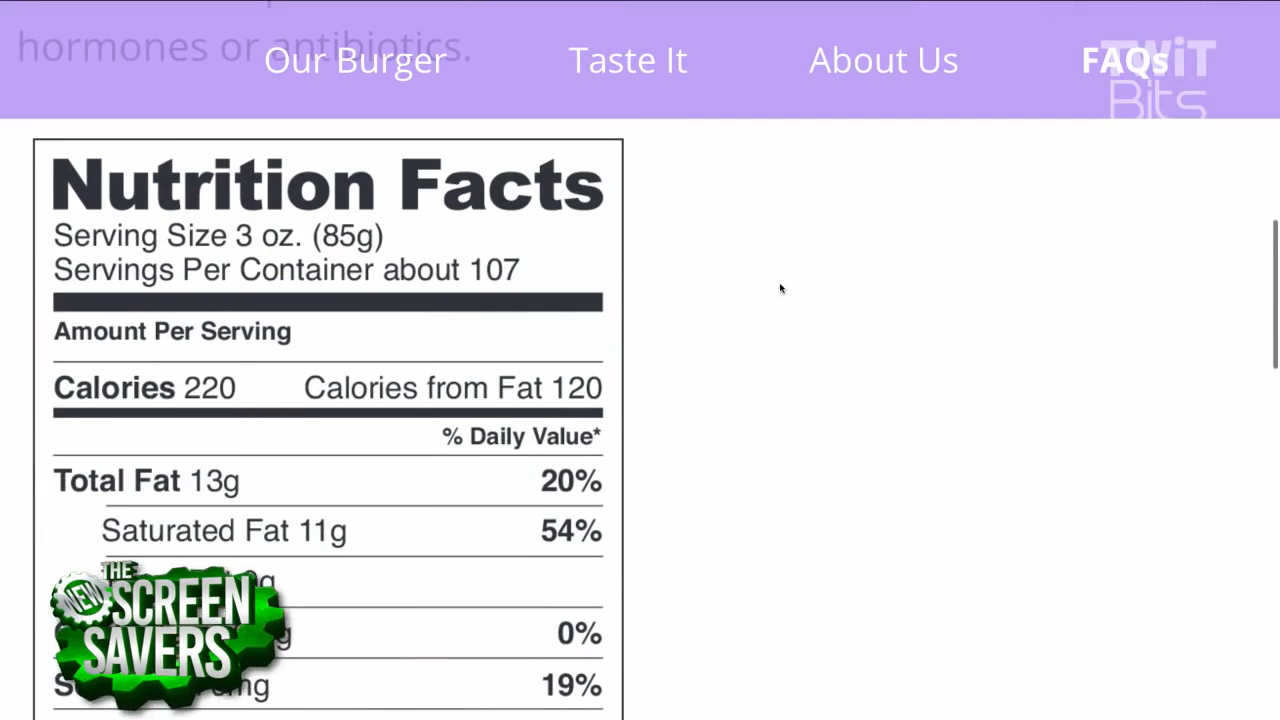 hormones or antibiotics.
Our Burger Taste It About Us FAQs
TWiT
Bits
Nutrition Facts
Serving Size 3 oz. (85g)
Servings Per Container about 107
Amount Per Serving
Calories 220 Calories from Fat 120
% Daily Value*
Total Fat 13g 20%
Saturated Fat 11g 54%
0%
19%
THE
NEW
SCREEN
SAVERS